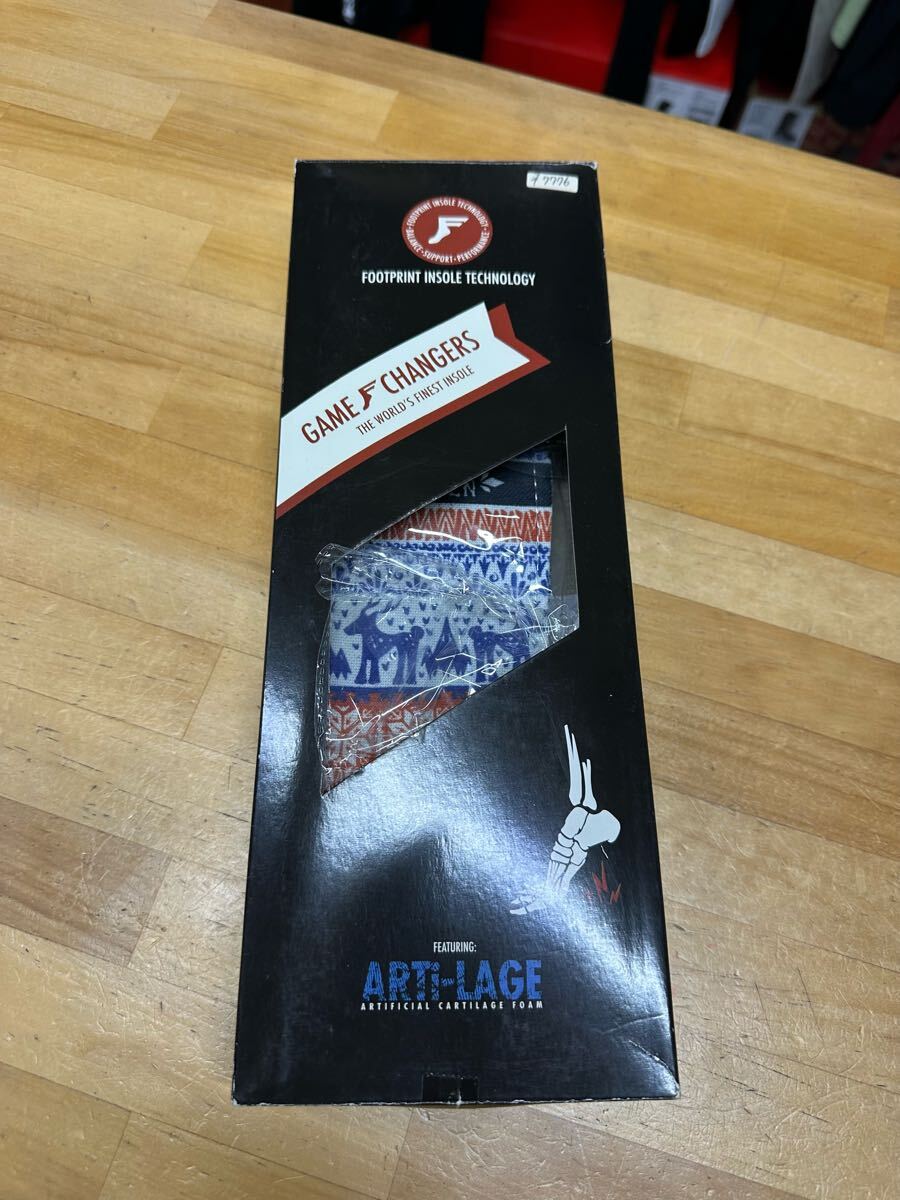 ¥7776
FOOTPRINT INSOLE TECHNOLOGY
BALANCE · SUPPORT · PERFORMANCE
FOOTPRINT INSOLE TECHNOLOGY
GAME CHANGERS
THE WORLD'S FINEST INSOLE
EN
FEATURING:
ARTi-LAGE
ARTIFICIAL CARTILAGE FOAM